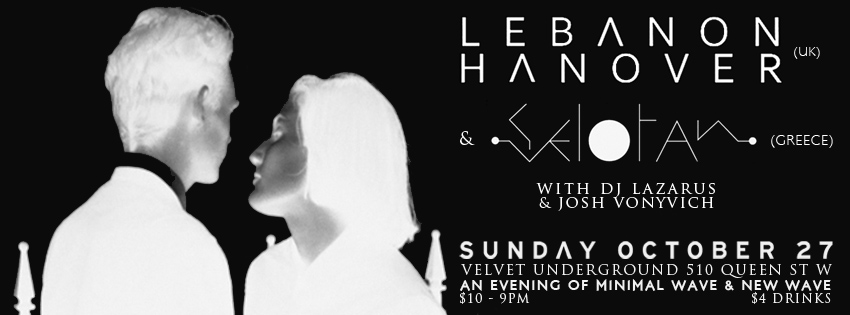 LEBANON
HANOVER (UK)
& Selotan (GREECE)
WITH DJ LAZARUS
& JOSH VONYVICH
SUNDAY OCTOBER 27
VELVET UNDERGROUND 510 QUEEN ST W
AN EVENING OF MINIMAL WAVE & NEW WAVE
$10 - 9PM $4 DRINKS